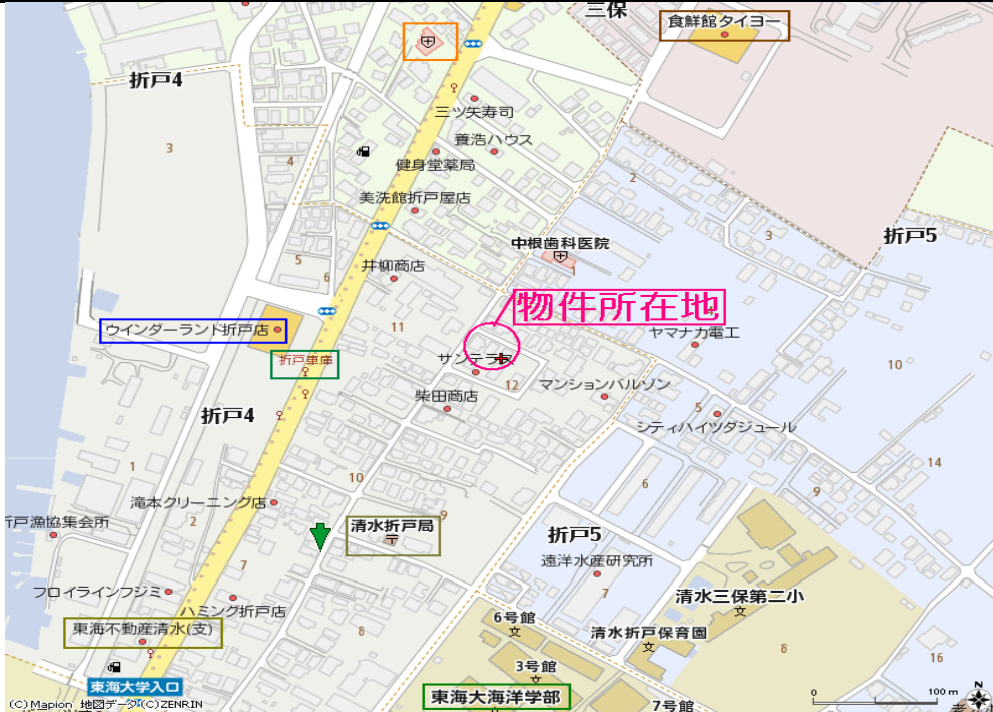 三保
食鮮館タイヨー
折戸4
三ツ矢寿司
3
養浩ハウス
4
健身堂薬局
2
美洗館折戸屋店
3
折戸5
中根歯科医院
1
5
井柳商店
6
物件所在地
11
ウインダーランド折戸店
ヤマナカ電工
折戸車庫
サンテラス
10
12
マンションバルソン
柴田商店
5
折戸4
シティハイツダジュール
1
14
10
6
9
滝本クリーニング店
2
9
戸漁協集会所
清水折戸局
折戸5
遠洋水産研究所
7
フロイラインフジミ
7
清水三保第二小
ハミング折戸店
6号館
東海不動産清水(支)
8
清水折戸保育園
8
16
3号館
東海大学入口
東海大海洋学部
0
100 m
N
7号館
(C)Mapion 地図データ(C)ZENRIN